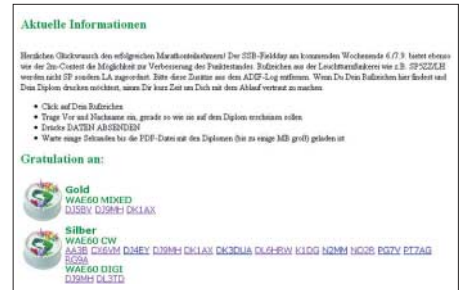 Aktuelle Informationen
Herzlichen Glückwunsch den erfolgreichen Marathonteilnehmern! Der SSB-Fieldday am kommenden Wochenende 6./7.9. bietet ebenso
wie der 2m-Contest die Möglichkeit zur Verbesserung des Punktestandes. Rufzeichen aus der Leuchtturmfunkerei wie z.B. SP5ZZ/LH
werden nicht SP sondern LA zugeordnet. Bitte diese Zusätze aus dem ADIF-Log entfernen. Wenn Du Dein Rufzeichen hier findest und
Dein Diplom drucken möchtest, nimm Dir kurz Zeit um Dich mit dem Ablauf vertraut zu machen:
Click auf Dein Rufzeichen
Trage Vor und Nachname ein, gerade so wie sie auf dem Diplom erscheinen sollen
Drücke DATEN ABSENDEN
Warte einige Sekunden bis die PDF-Datei mit den Diplomen (bis zu einige MB groß) geladen ist
Gratulation an:
Gold
WAE60 MIXED
DJ5BV DJ9MH DK1AX
Silber
WAE60 CW
AA3B CX6VM DJ4EY DJ9MH DK1AX DK3DUA DL6HRW K1DG N2MM NO2R PG7V PT7AG
RG9A
WAE60 DIGI
DJ9MH DL3TD